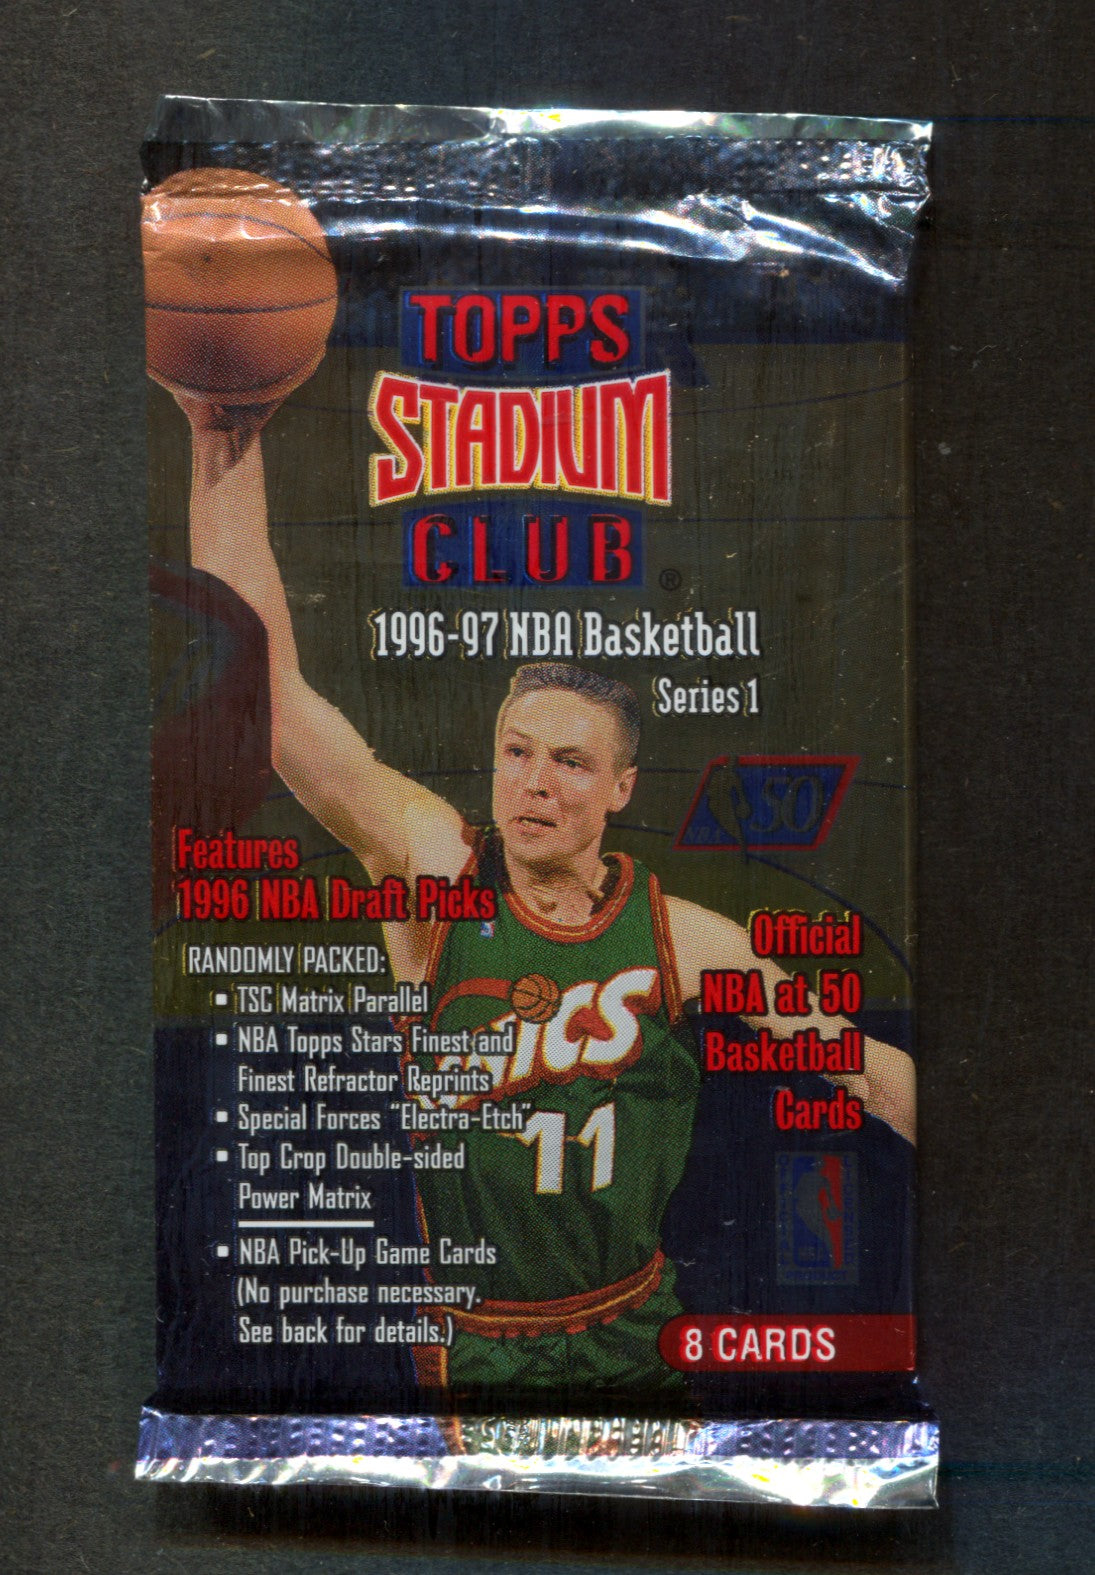 TOPPS
STADIUM
CLUB ®
1996-97 NBA Basketball
Series 1
NBA 50
Features
1996 NBA Draft Picks
RANDOMLY PACKED:
▪ TSC Matrix Parallel
▪ NBA Topps Stars Finest and
Finest Refractor Reprints
▪ Special Forces "Electra-Etch"
▪ Top Crop Double-sided
Power Matrix
▪ NBA Pick-Up Game Cards
(No purchase necessary.
See back for details.)
NICS
11
Official
NBA at 50
Basketball
Cards
8 CARDS